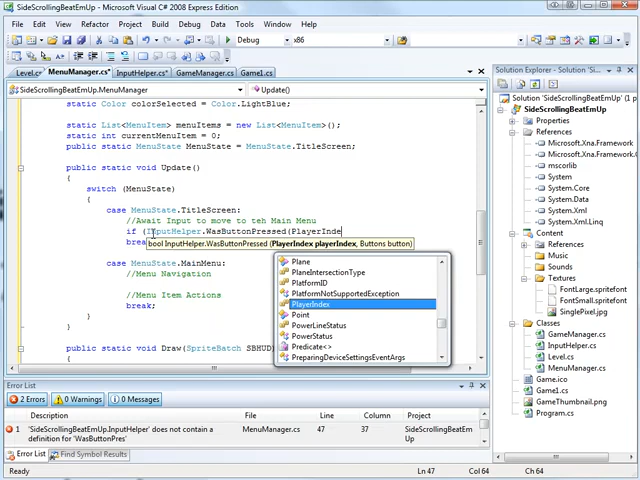 SideScrollingBeatEmUp - Microsoft Visual C# 2008 Express Edition
File Edit View Refactor Project Build Debug Data Tools Window Help
Debug x86
Level.cs MenuManager.cs* InputHelper.cs* GameManager.cs Game1.cs
SideScrollingBeatEmUp.MenuManager Update()
static Color colorSelected = Color.LightBlue;
static List<MenuItem> menuItems = new List<MenuItem>();
static int currentMenuItem = 0;
public static MenuState MenuState = MenuState.TitleScreen;
public static void Update()
{
switch (MenuState)
{
case MenuState.TitleScreen:
//Await Input to move to teh Main Menu
if (InputHelper.WasButtonPressed(PlayerInde
brea
bool InputHelper.WasButtonPressed (PlayerIndex playerIndex, Buttons button)
case MenuState.MainMenu:
//Menu Navigation
//Menu Item Actions
break;
}
}
public static void Draw(SpriteBatch SBHUD)
Plane
PlaneIntersectionType
PlatformID
PlatformNotSupportedException
PlayerIndex
Point
PowerLineStatus
PowerStatus
Predicate<>
PreparingDeviceSettingsEventArgs
Solution Explorer - Solution 'SideS...
Solution 'SideScrollingBeatEmUp' (1
SideScrollingBeatEmUp
Properties
References
Microsoft.Xna.Framework
Microsoft.Xna.Framework
mscorlib
System
System.Core
System.Net
System.Xml
System.Xml.Linq
Content
References
Fonts
Textures
FontLarge.spritefont
FontSmall.spritefont
SinglePixel.jpg
Classes
GameManager.cs
InputHelper.cs
Level.cs
MenuManager.cs
Game.ico
Game1.cs
GameThumbnail.png
Program.cs
Error List
2 Errors 0 Warnings 0 Messages
Description File Line Column Project
1 'SideScrollingBeatEmUp.InputHelper' does not contain a definition for 'WasButtonPres' MenuManager.cs 47 37 SideScrollingBeatEm Up
Error List Find Symbol Results
Ready Ln 47 Col 64 Ch 64